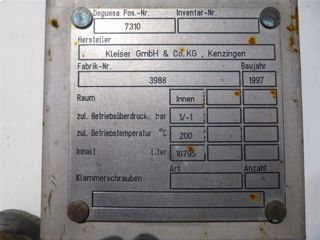 Degussa Pos.-Nr. Inventar-Nr.
7310
Hersteller
Kleiser GmbH & Co.KG , Kenzingen
Fabrik-Nr. Baujahr
3988 1997
Raum Innen
zul. Betriebsüberdruck bar 1/-1
zul. Betriebstemperatur °C 200
Inhalt Liter 16795
Art Anzahl
Klammerschrauben